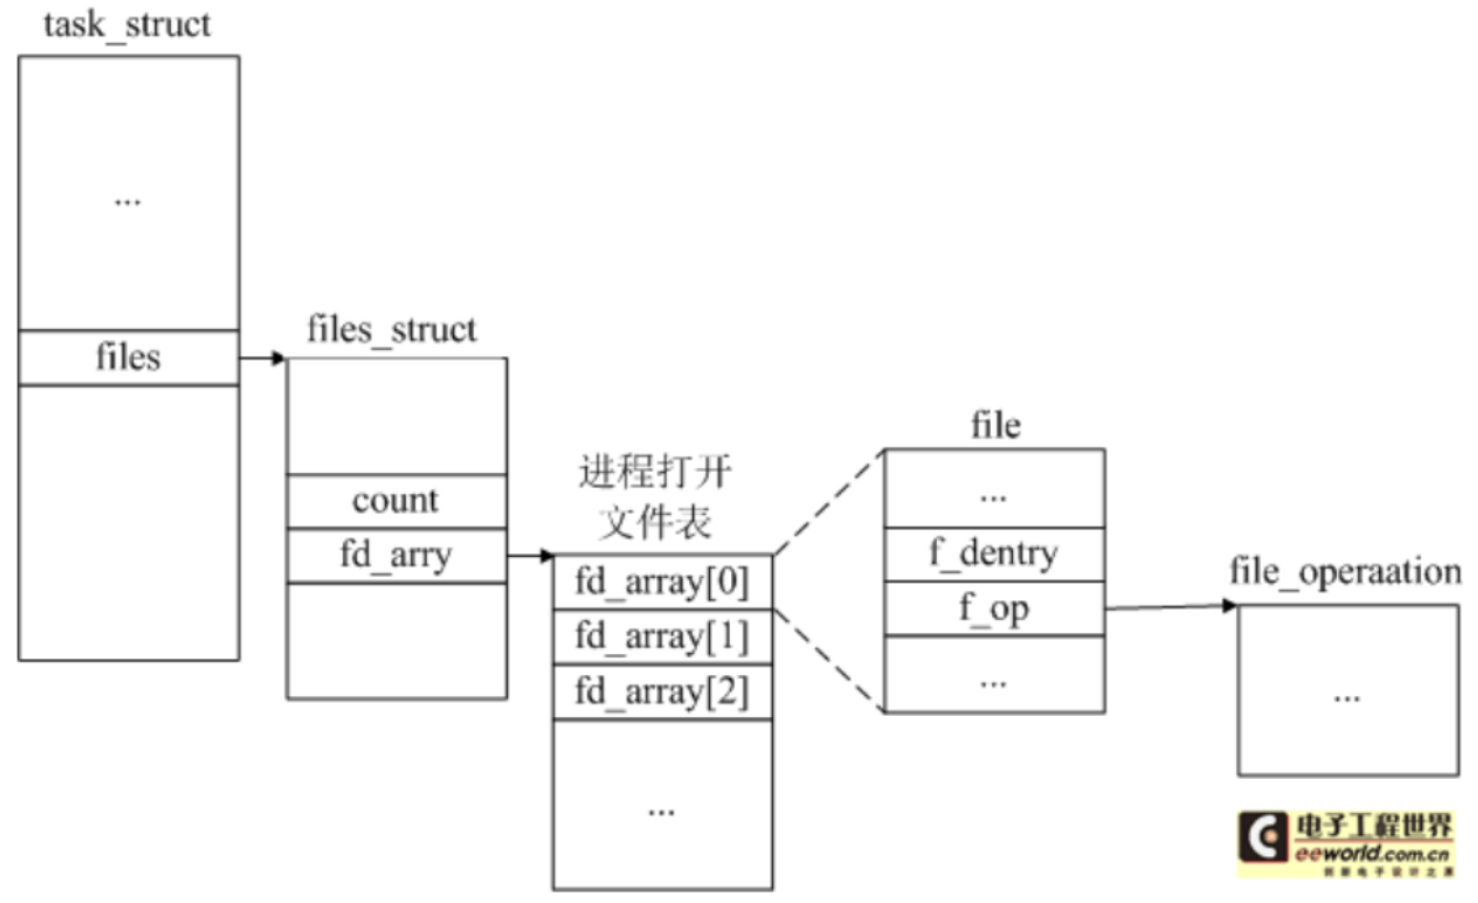 task_struct
...
files
files_struct
count
fd_arry
进程打开
文件表
fd_array[0]
fd_array[1]
fd_array[2]
...
file
...
f_dentry
f_op
...
file_operaation
...
电子工程世界
eeworld.com.cn